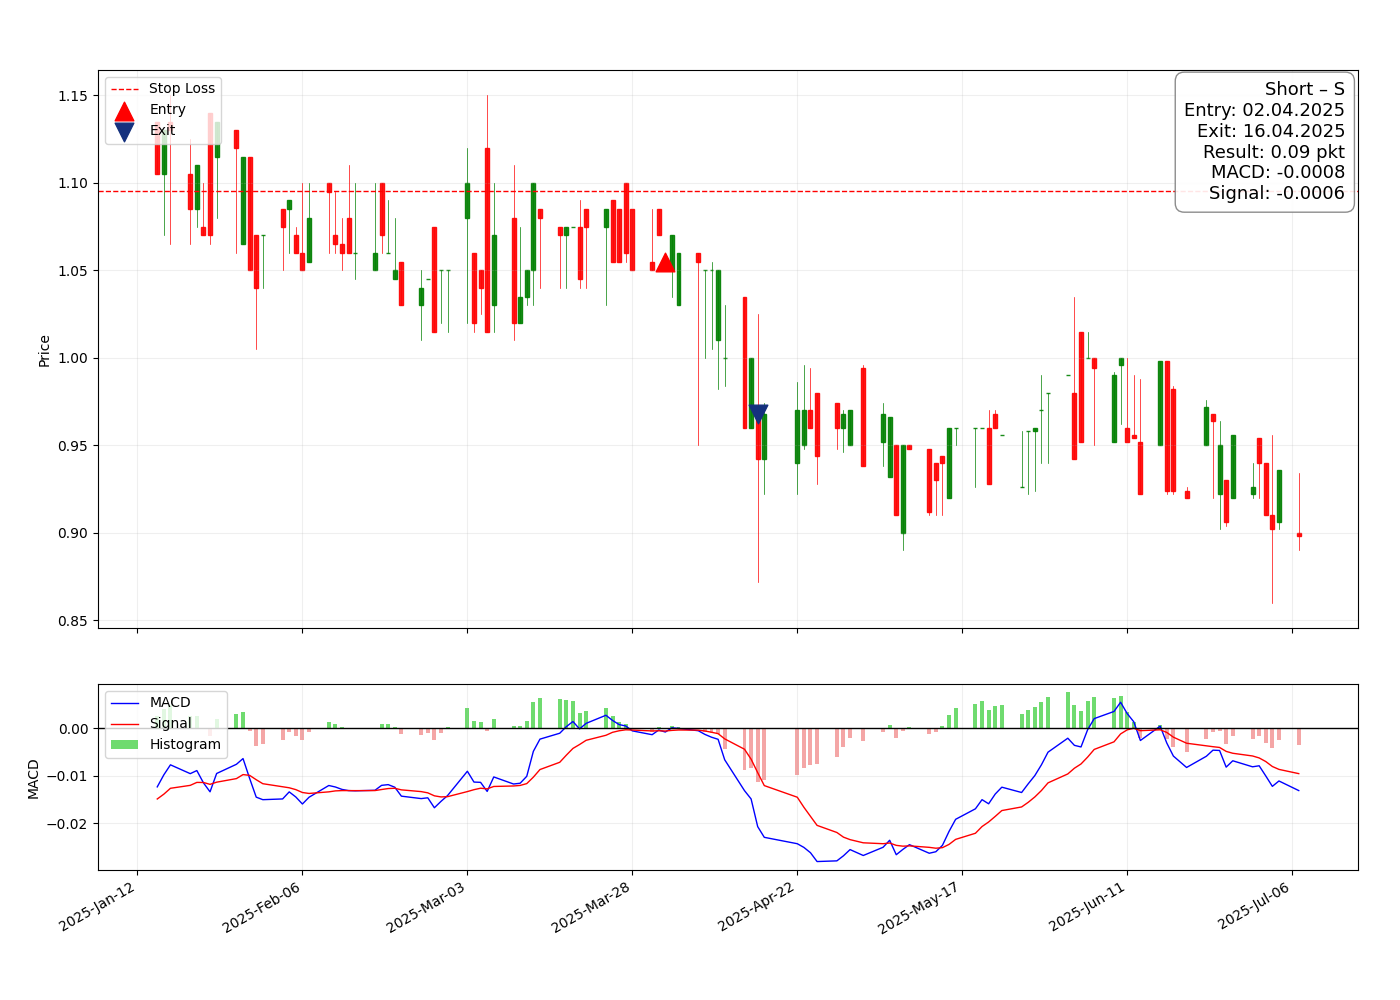 Stop Loss
Entry
Exit
Short – S
Entry: 02.04.2025
Exit: 16.04.2025
Result: 0.09 pkt
MACD: -0.0008
Signal: -0.0006
Price
1.15
1.10
1.05
1.00
0.95
0.90
0.85
MACD
Signal
Histogram
MACD
0.00
−0.01
−0.02
2025-Jan-12
2025-Feb-06
2025-Mar-03
2025-Mar-28
2025-Apr-22
2025-May-17
2025-Jun-11
2025-Jul-06